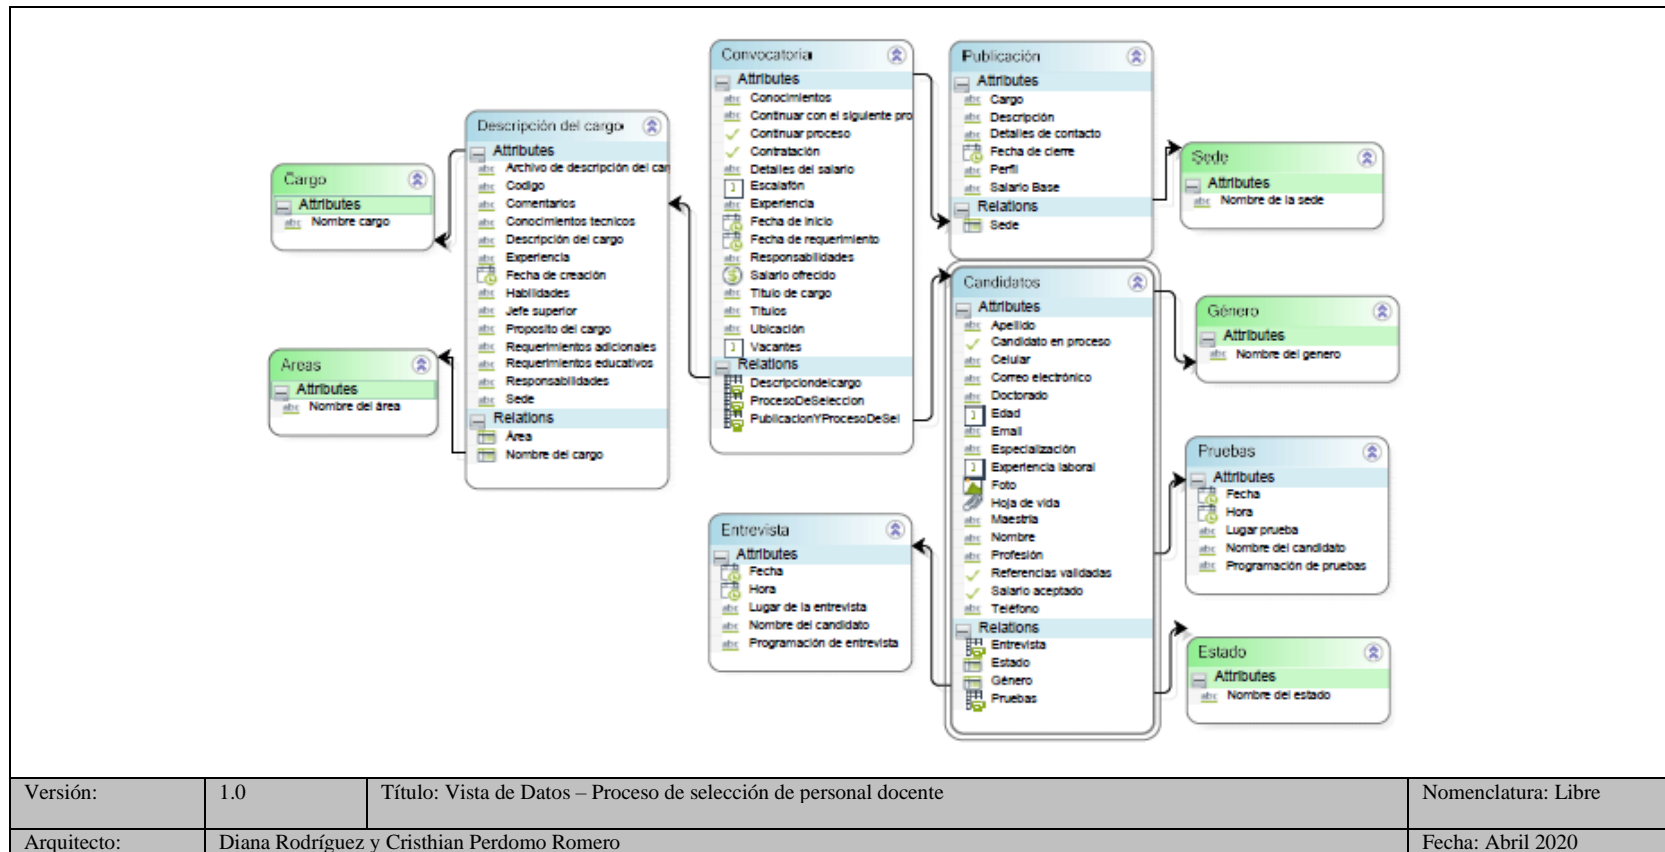 Cargo
Attributes
Nombre cargo
Areas
Attributes
Nombre del área
Descripción del cargo
Attributes
Archivo de descripción del car
Codigo
Comentarios
Conocimientos tecnicos
Descripción del cargo
Experiencia
Fecha de creación
Habilidades
Jefe superior
Proposito del cargo
Requerimientos adicionales
Requerimientos educativos
Responsabilidades
Sede
Relations
Area
Nombre del cargo
Convocatoria
Attributes
Conocimientos
Continuar con el siguiente pro
Continuar proceso
Contratación
Detalles del salario
Escalafón
Experiencia
Fecha de inicio
Fecha de requerimiento
Responsabilidades
Salario ofrecido
Titulo de cargo
Titulos
Ubicación
Vacantes
Relations
Descripciondelcargo
ProcesoDeSeleccion
PublicacionYProcesoDeSel
Entrevista
Attributes
Fecha
Hora
Lugar de la entrevista
Nombre del candidato
Programación de entrevista
Publicación
Attributes
Cargo
Descripción
Detalles de contacto
Fecha de cierre
Perfil
Salario Base
Relations
Sede
Candidatos
Attributes
Apellido
Candidato en proceso
Celular
Correo electrónico
Doctorado
Edad
Email
Especialización
Experiencia laboral
Foto
Hoja de vida
Maestria
Nombre
Profesión
Referencias validadas
Salario aceptado
Teléfono
Relations
Entrevista
Estado
Género
Pruebas
Sede
Attributes
Nombre de la sede
Género
Attributes
Nombre del genero
Pruebas
Attributes
Fecha
Hora
Lugar prueba
Nombre del candidato
Programación de pruebas
Estado
Attributes
Nombre del estado
Versión: 1.0 Título: Vista de Datos – Proceso de selección de personal docente Nomenclatura: Libre
Arquitecto: Diana Rodríguez y Cristhian Perdomo Romero Fecha: Abril 2020